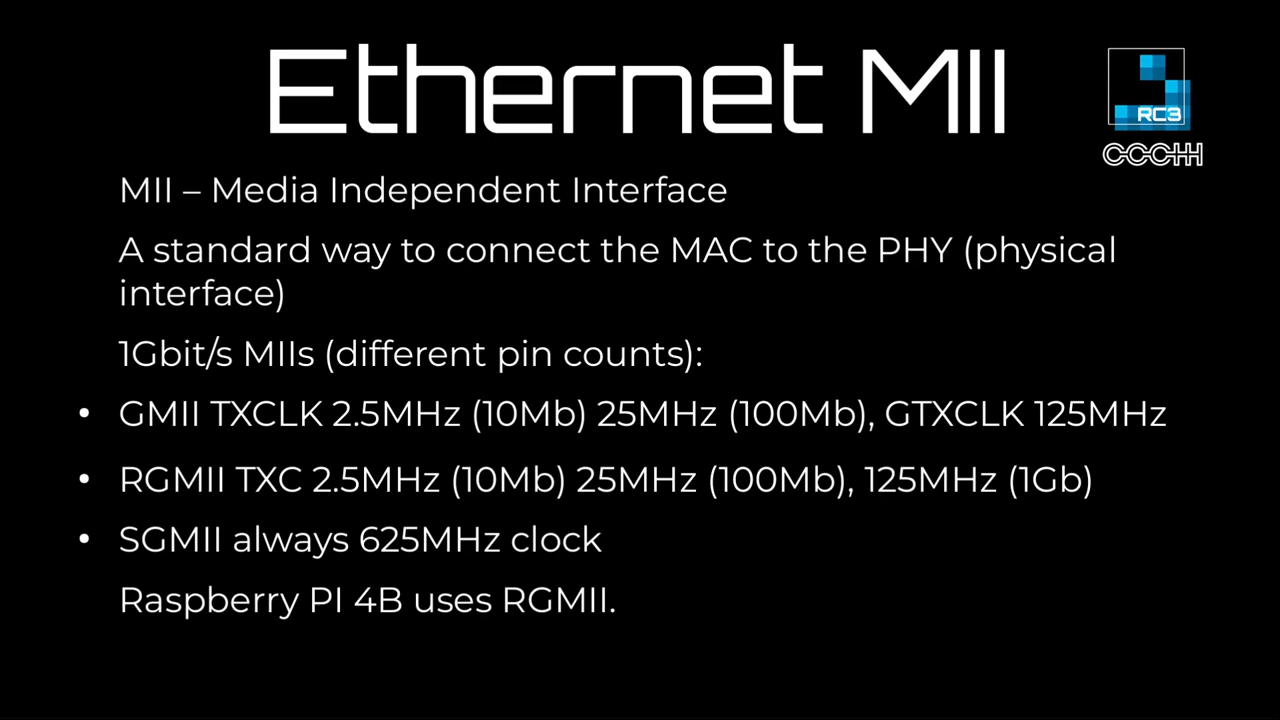 Ethernet MII
RC3
CCCHH
MII – Media Independent Interface
A standard way to connect the MAC to the PHY (physical
interface)
1Gbit/s MIIs (different pin counts):
• GMII TXCLK 2.5MHz (10Mb) 25MHz (100Mb), GTXCLK 125MHz
• RGMII TXC 2.5MHz (10Mb) 25MHz (100Mb), 125MHz (1Gb)
• SGMII always 625MHz clock
Raspberry PI 4B uses RGMII.